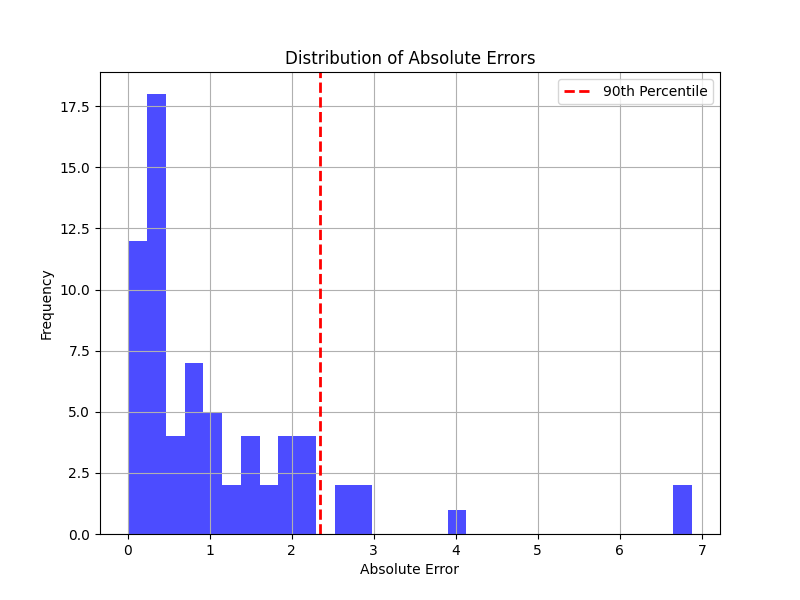 Distribution of Absolute Errors
90th Percentile
17.5
15.0
12.5
10.0
7.5
5.0
2.5
0.0
Frequency
0 1 2 3 4 5 6 7
Absolute Error